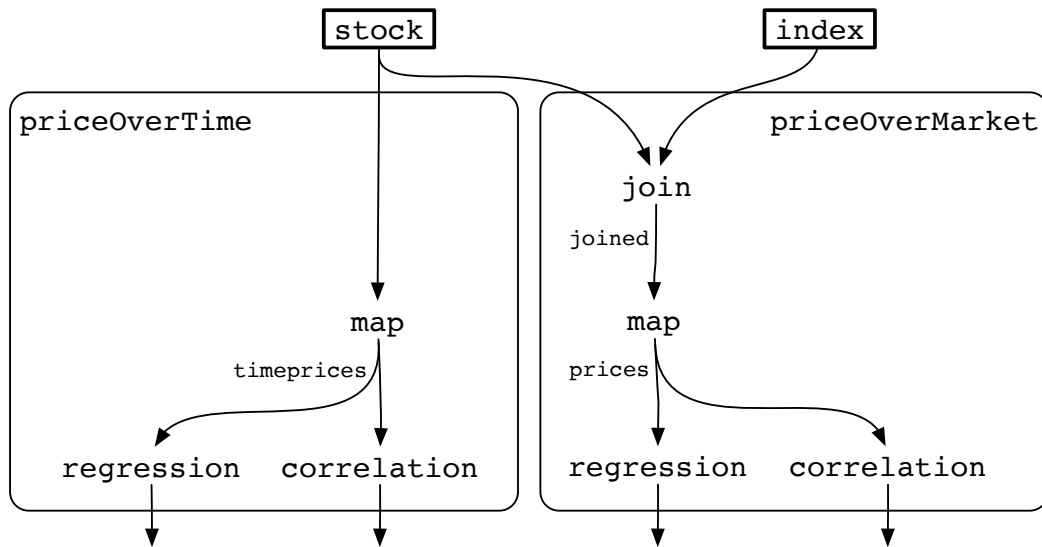 stock
index
priceOverTime
priceOverMarket
join
joined
map
map
timeprices
prices
regression
correlation
regression
correlation